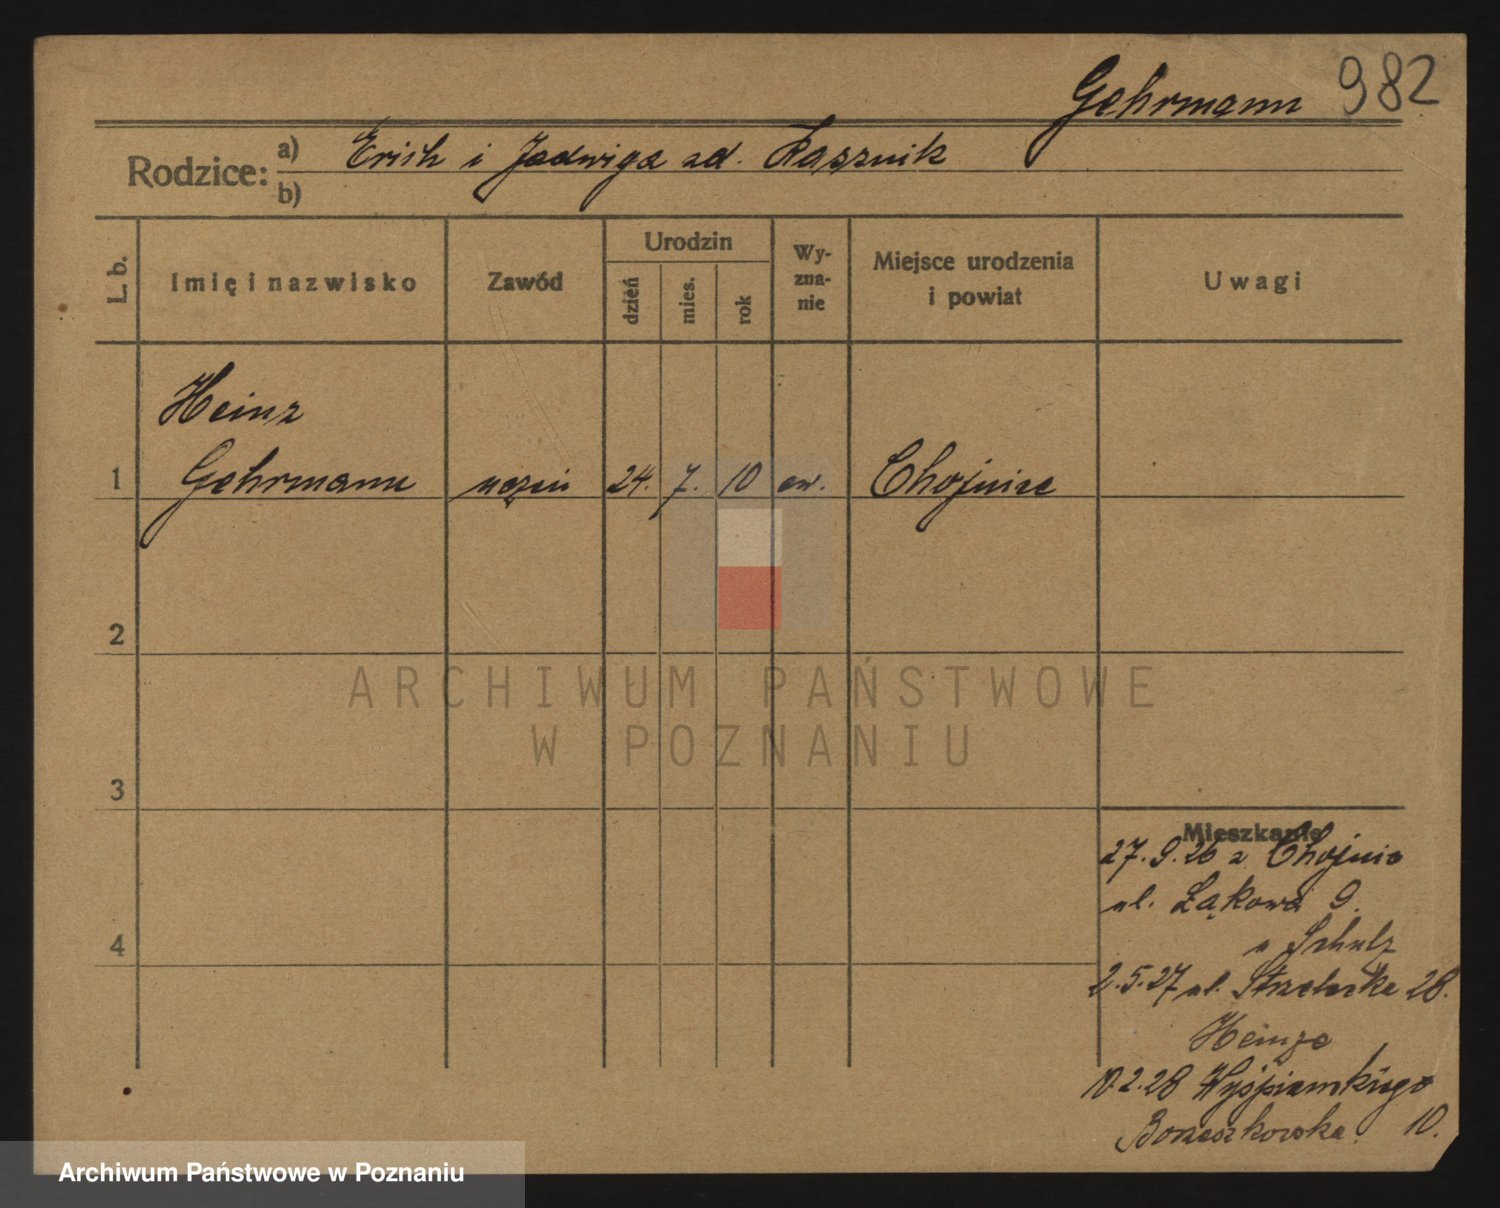 Gehrmann 982
Rodzice: a) Erich i Jadwiga zd. Kasznik
b)
L. b.
Imię i nazwisko
Zawód
Urodzin
dzień
mies.
rok
Wy-
zna-
nie
Miejsce urodzenia
i powiat
Uwagi
Heinz
1 Gehrmann uczeń 24. 7. 10 ew. Chojnice
2
3
4
Mieszkanie
27.9.26 z Chojnic
ul. Łąkowa 9.
u Schulz
2.5.27 ul. Strzelecka 28.
Heinze
10.2.28 Wyśpiańskiego
10.
ARCHIWUM PAŃSTWOWE
W POZNANIU
Archiwum Państwowe w Poznaniu